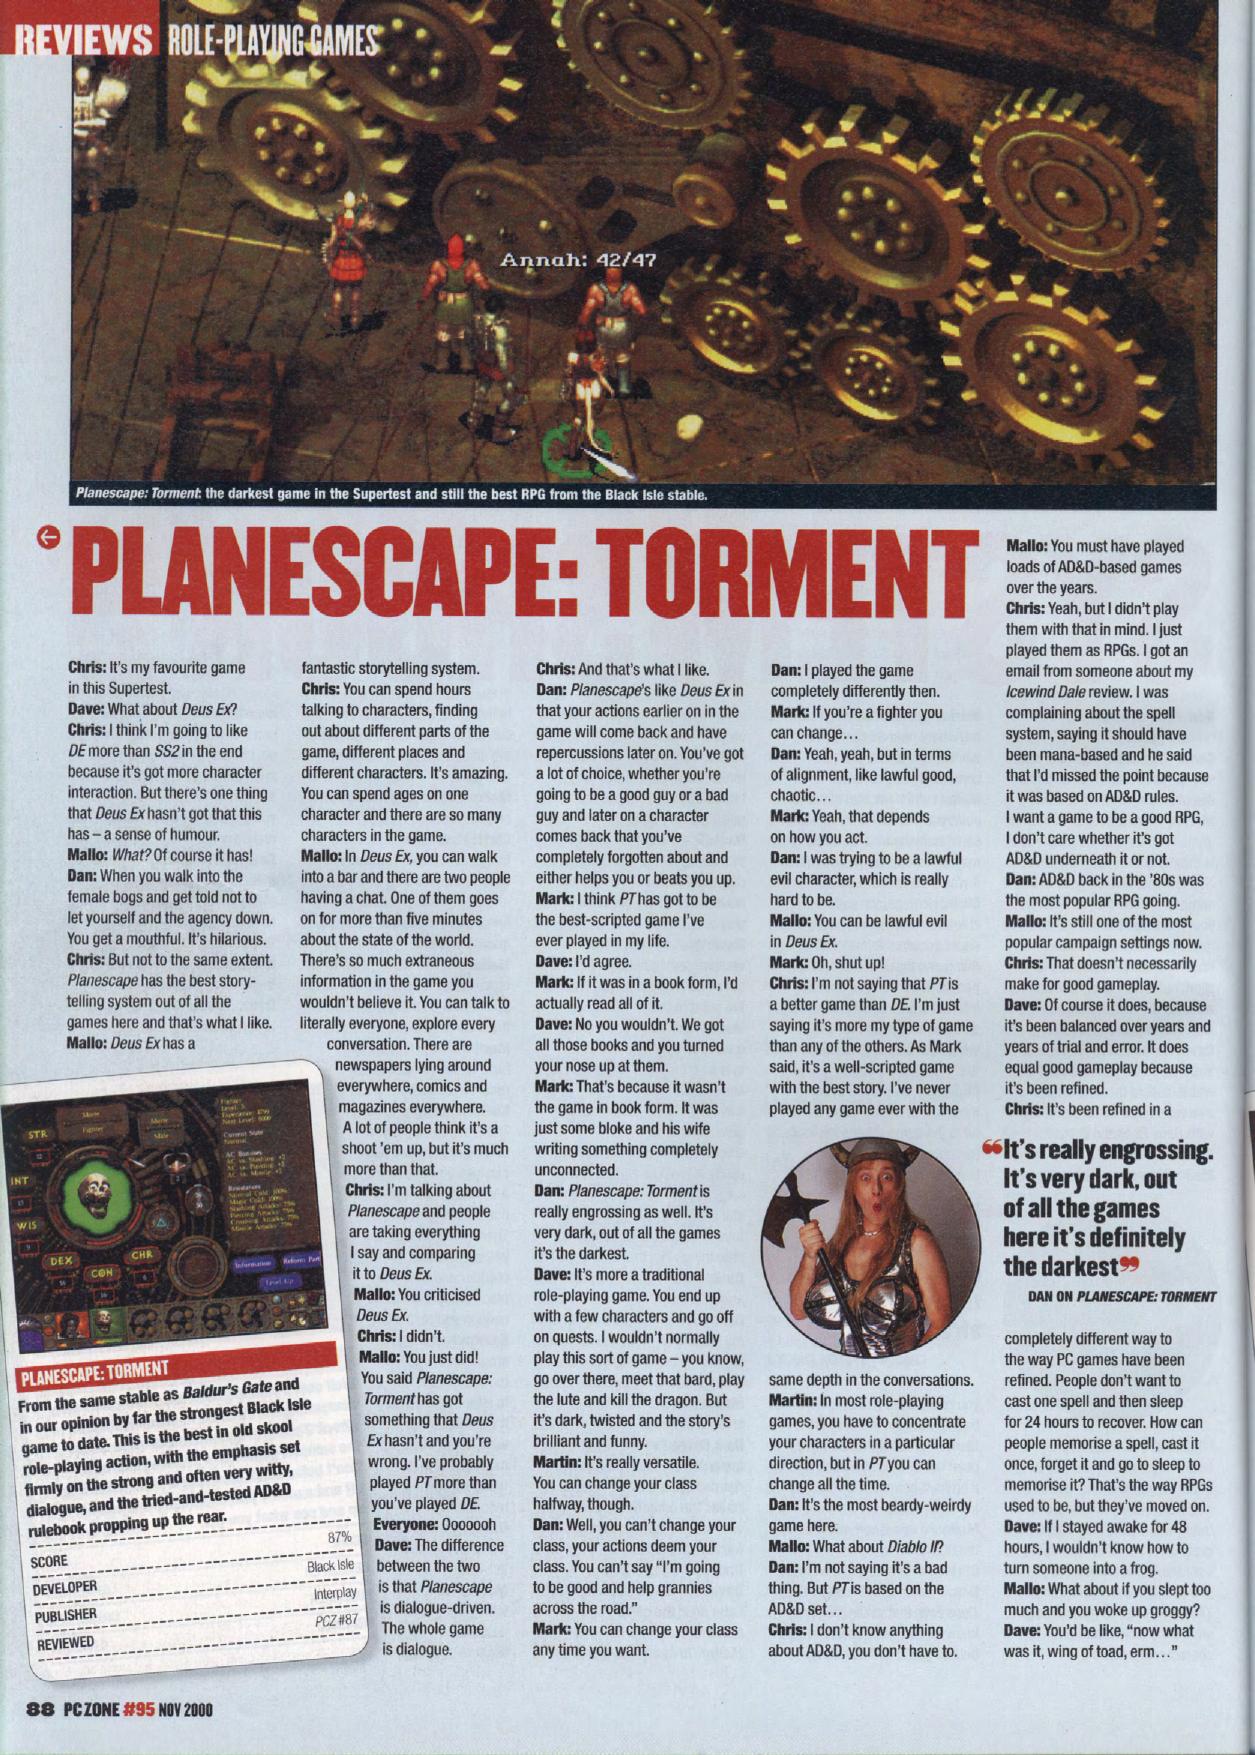 REVIEWS ROLE-PLAYING GAMES
Annah: 42/47
Planescape: Torment: the darkest game in the Supertest and still the best RPG from the Black Isle stable.
PLANESCAPE: TORMENT
Chris: It's my favourite game
in this Supertest.
Dave: What about Deus Ex?
Chris: I think I'm going to like
DE more than SS2 in the end
because it's got more character
interaction. But there's one thing
that Deus Ex hasn't got that this
has – a sense of humour.
Mallo: What? Of course it has!
Dan: When you walk into the
female bogs and get told not to
let yourself and the agency down.
You get a mouthful. It's hilarious.
Chris: But not to the same extent.
Planescape has the best story-
telling system out of all the
games here and that's what I like.
Mallo: Deus Ex has a
fantastic storytelling system.
Chris: You can spend hours
talking to characters, finding
out about different parts of the
game, different places and
different characters. It's amazing.
You can spend ages on one
character and there are so many
characters in the game.
Mallo: In Deus Ex, you can walk
into a bar and there are two people
having a chat. One of them goes
on for more than five minutes
about the state of the world.
There's so much extraneous
information in the game you
wouldn't believe it. You can talk to
literally everyone, explore every
conversation. There are
newspapers lying around
everywhere, comics and
magazines everywhere.
A lot of people think it's a
shoot 'em up, but it's much
more than that.
Chris: I'm talking about
Planescape and people
are taking everything
I say and comparing
it to Deus Ex.
Mallo: You criticised
Deus Ex.
Chris: I didn't.
Mallo: You just did!
You said Planescape:
Torment has got
something that Deus
Ex hasn't and you're
wrong. I've probably
played PT more than
you've played DE.
Everyone: Ooooooh
Dave: The difference
between the two
is that Planescape
is dialogue-driven.
The whole game
is dialogue.
Chris: And that's what I like.
Dan: Planescape's like Deus Ex in
that your actions earlier on in the
game will come back and have
repercussions later on. You've got
a lot of choice, whether you're
going to be a good guy or a bad
guy and later on a character
comes back that you've
completely forgotten about and
either helps you or beats you up.
Mark: I think PT has got to be
the best-scripted game I've
ever played in my life.
Dave: I'd agree.
Mark: If it was in a book form, I'd
actually read all of it.
Dave: No you wouldn't. We got
all those books and you turned
your nose up at them.
Mark: That's because it wasn't
the game in book form. It was
just some bloke and his wife
writing something completely
unconnected.
Dan: Planescape: Torment is
really engrossing as well. It's
very dark, out of all the games
it's the darkest.
Dave: It's more a traditional
role-playing game. You end up
with a few characters and go off
on quests. I wouldn't normally
play this sort of game – you know,
go over there, meet that bard, play
the lute and kill the dragon. But
it's dark, twisted and the story's
brilliant and funny.
Martin: It's really versatile.
You can change your class
halfway, though.
Dan: Well, you can't change your
class, your actions deem your
class. You can't say "I'm going
to be good and help grannies
across the road."
Mark: You can change your class
any time you want.
Dan: I played the game
completely differently then.
Mark: If you're a fighter you
can change...
Dan: Yeah, yeah, but in terms
of alignment, like lawful good,
chaotic...
Mark: Yeah, that depends
on how you act.
Dan: I was trying to be a lawful
evil character, which is really
hard to be.
Mallo: You can be lawful evil
in Deus Ex.
Mark: Oh, shut up!
Chris: I'm not saying that PT is
a better game than DE. I'm just
saying it's more my type of game
than any of the others. As Mark
said, it's a well-scripted game
with the best story. I've never
played any game ever with the
same depth in the conversations.
Martin: In most role-playing
games, you have to concentrate
your characters in a particular
direction, but in PT you can
change all the time.
Dan: It's the most beardy-weirdy
game here.
Mallo: What about Diablo II?
Dan: I'm not saying it's a bad
thing. But PT is based on the
AD&D set...
Chris: I don't know anything
about AD&D, you don't have to.
Mallo: You must have played
loads of AD&D-based games
over the years.
Chris: Yeah, but I didn't play
them with that in mind. I just
played them as RPGs. I got an
email from someone about my
Icewind Dale review. I was
complaining about the spell
system, saying it should have
been mana-based and he said
that I'd missed the point because
it was based on AD&D rules.
I want a game to be a good RPG,
I don't care whether it's got
AD&D underneath it or not.
Dan: AD&D back in the '80s was
the most popular RPG going.
Mallo: It's still one of the most
popular campaign settings now.
Chris: That doesn't necessarily
make for good gameplay.
Dave: Of course it does, because
it's been balanced over years and
years of trial and error. It does
equal good gameplay because
it's been refined.
Chris: It's been refined in a
“It's really engrossing.
It's very dark, out
of all the games
here it's definitely
the darkest”
DAN ON PLANESCAPE: TORMENT
completely different way to
the way PC games have been
refined. People don't want to
cast one spell and then sleep
for 24 hours to recover. How can
people memorise a spell, cast it
once, forget it and go to sleep to
memorise it? That's the way RPGs
used to be, but they've moved on.
Dave: If I stayed awake for 48
hours, I wouldn't know how to
turn someone into a frog.
Mallo: What about if you slept too
much and you woke up groggy?
Dave: You'd be like, "now what
was it, wing of toad, erm..."
STR
INT
WIS
DEX
CON
CHR
Information
Reform Part
Level Up
PLANESCAPE: TORMENT
From the same stable as Baldur's Gate and
in our opinion by far the strongest Black Isle
game to date. This is the best in old skool
role-playing action, with the emphasis set
firmly on the strong and often very witty,
dialogue, and the tried-and-tested AD&D
rulebook propping up the rear.
SCORE 87%
DEVELOPER Black Isle
PUBLISHER Interplay
REVIEWED PCZ #87
88 PCZONE #95 NOV 2000